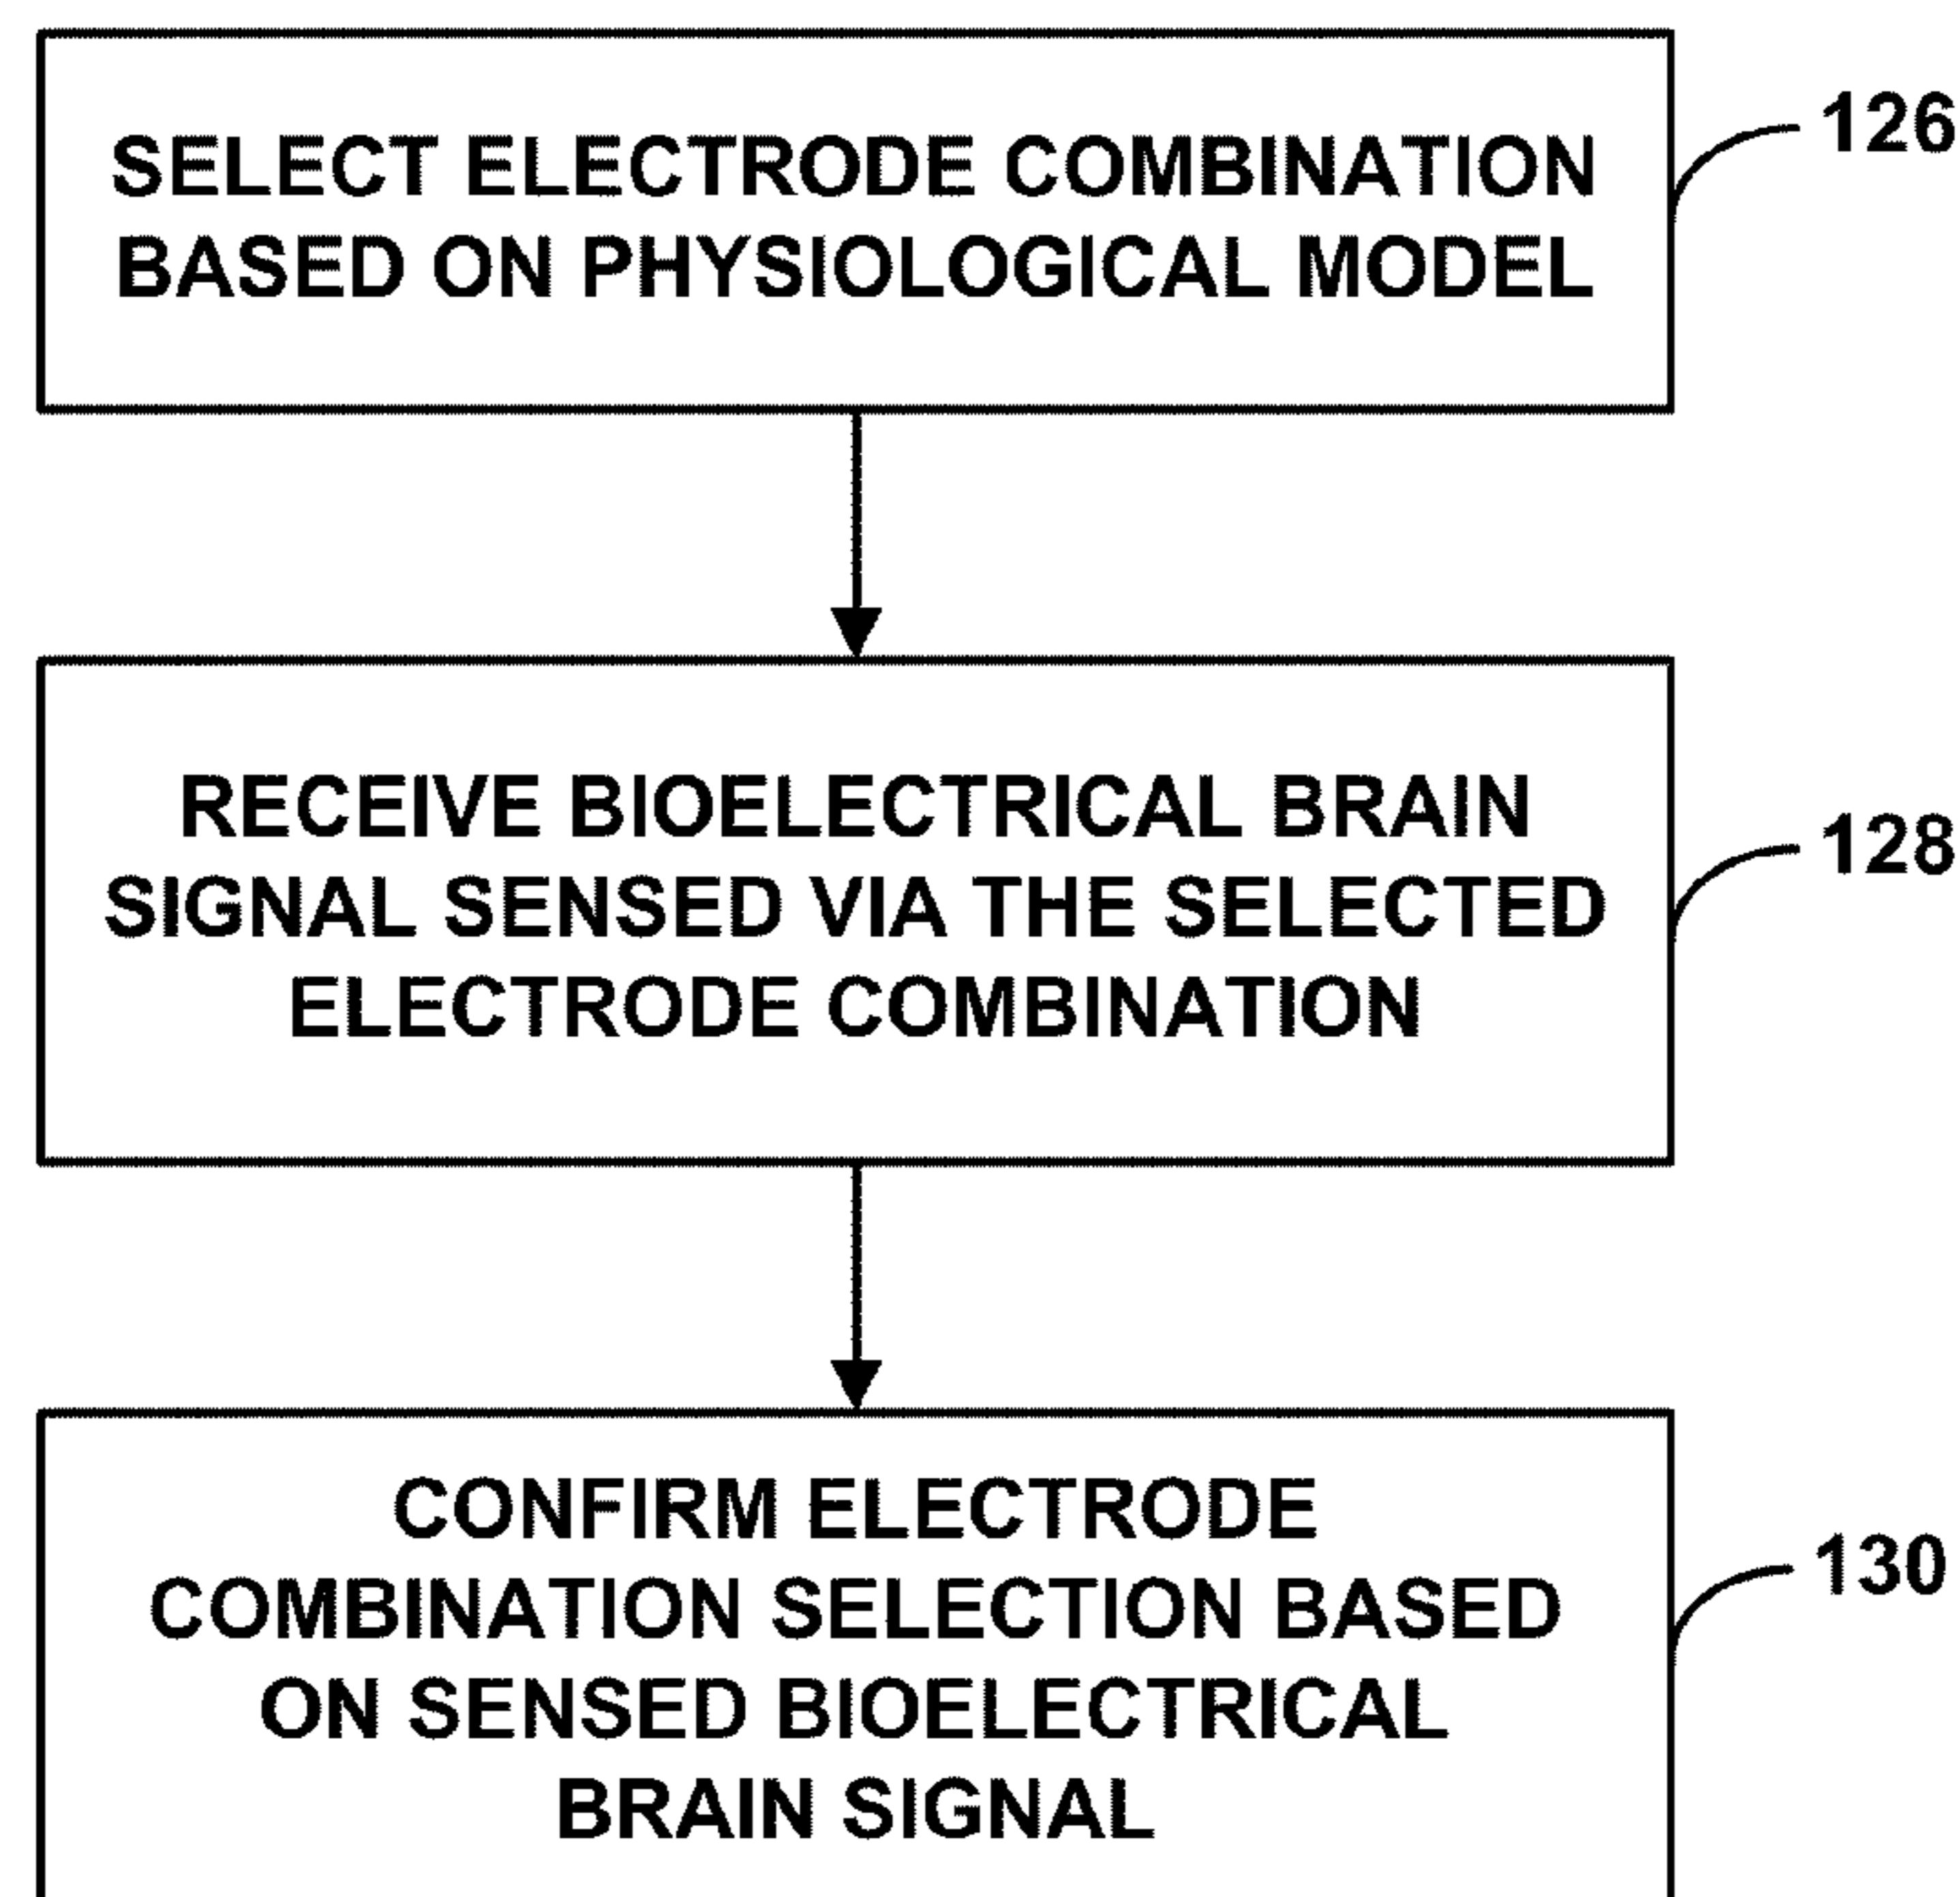 SELECT ELECTRODE COMBINATION
BASED ON PHYSIOLOGICAL MODEL
126
RECEIVE BIOELECTRICAL BRAIN
SIGNAL SENSED VIA THE SELECTED
ELECTRODE COMBINATION
128
CONFIRM ELECTRODE
COMBINATION SELECTION BASED
ON SENSED BIOELECTRICAL
BRAIN SIGNAL
130